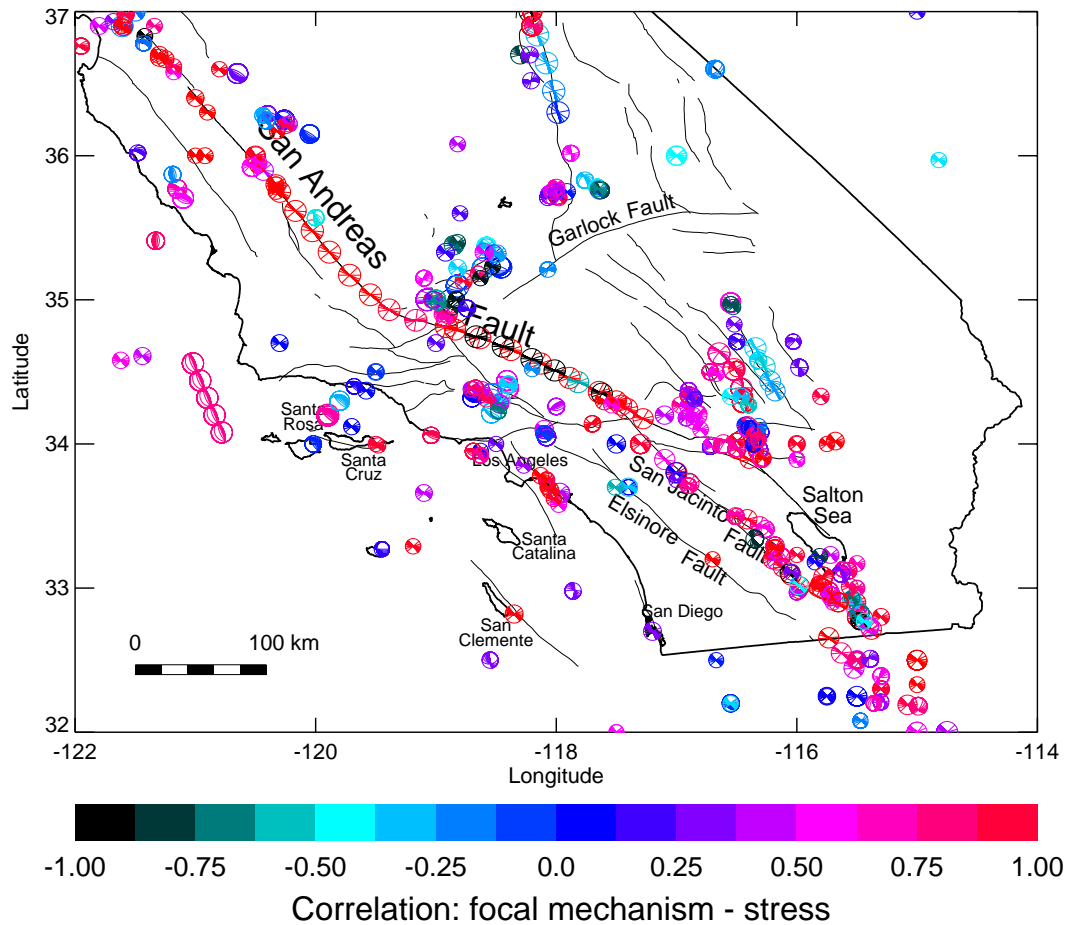 37
36
35
34
33
32
Latitude
San Andreas
Fault
Garlock Fault
Santa
Rosa
Santa
Cruz
Los Angeles
San Jacinto
Fault
Elsinore Fault
Salton
Sea
Santa
Catalina
San Diego
San
Clemente
0 100 km
-122 -120 -118 -116 -114
Longitude
-1.00 -0.75 -0.50 -0.25 0.0 0.25 0.50 0.75 1.00
Correlation: focal mechanism - stress